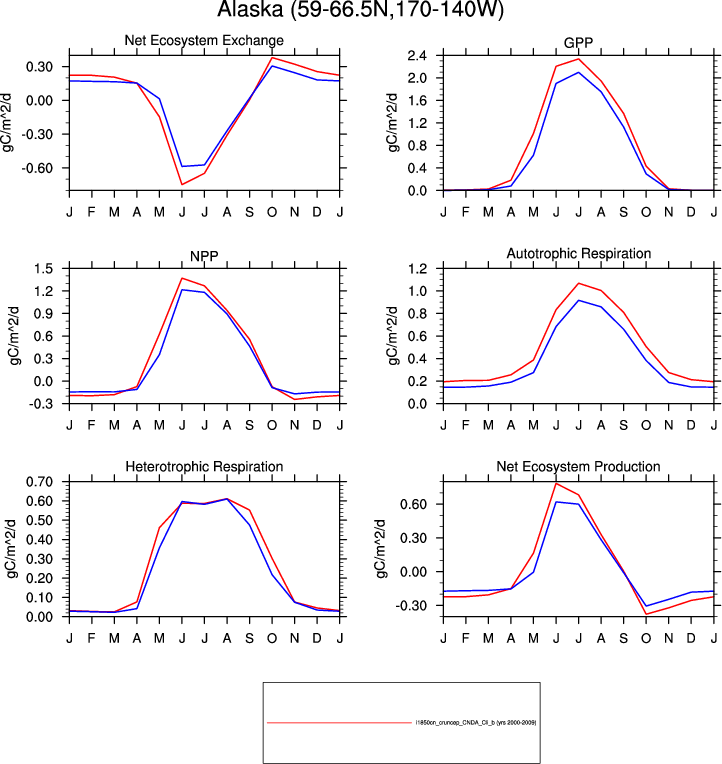 Alaska (59-66.5N,170-140W)
Net Ecosystem Exchange
gC/m^2/d
0.30
0.00
-0.30
-0.60
J F M A M J J A S O N D J
GPP
gC/m^2/d
2.4
2.0
1.6
1.2
0.8
0.4
0.0
J F M A M J J A S O N D J
NPP
gC/m^2/d
1.5
1.2
0.9
0.6
0.3
0.0
-0.3
J F M A M J J A S O N D J
Autotrophic Respiration
gC/m^2/d
1.2
1.0
0.8
0.6
0.4
0.2
0.0
J F M A M J J A S O N D J
Heterotrophic Respiration
gC/m^2/d
0.70
0.60
0.50
0.40
0.30
0.20
0.10
0.00
J F M A M J J A S O N D J
Net Ecosystem Production
gC/m^2/d
0.60
0.30
0.00
-0.30
J F M A M J J A S O N D J
(yrs 2000-2009)